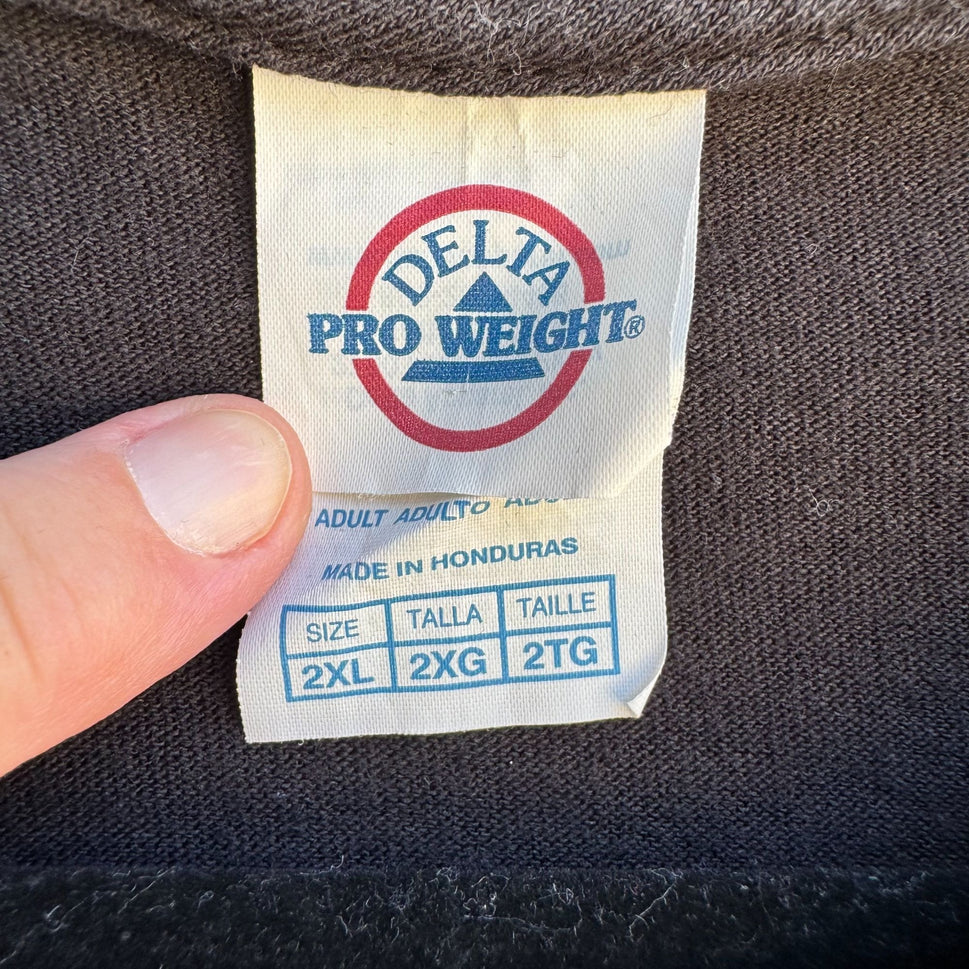 DELTA
PRO WEIGHT®
ADULT ADULTO
MADE IN HONDURAS
SIZE TALLA TAILLE
2XL 2XG 2TG